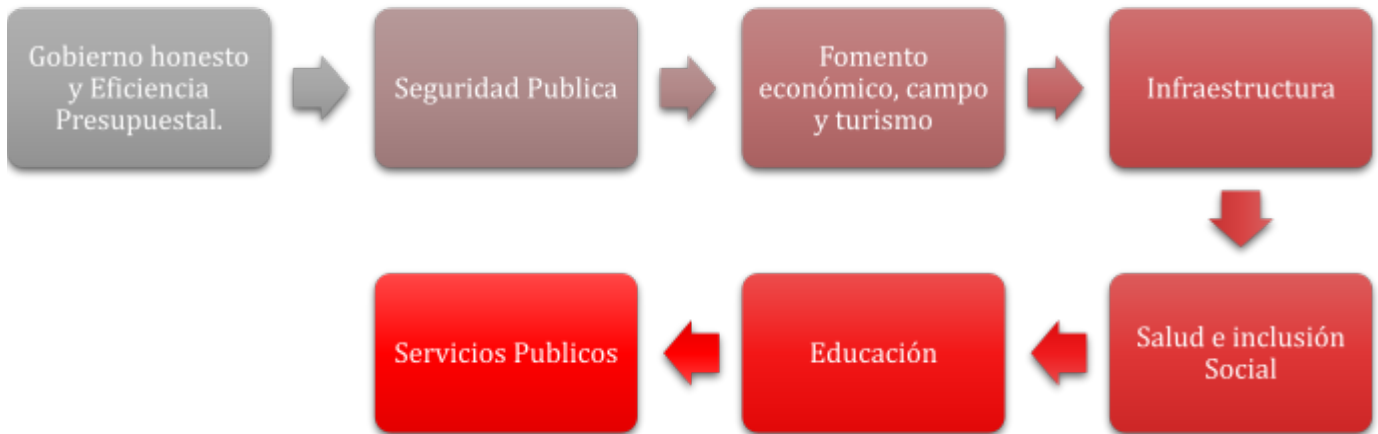 Gobierno honesto
y Eficiencia
Presupuestal.
Seguridad Publica
Fomento
económico, campo
y turismo
Infraestructura
Salud e inclusión
Social
Educación
Servicios Publicos